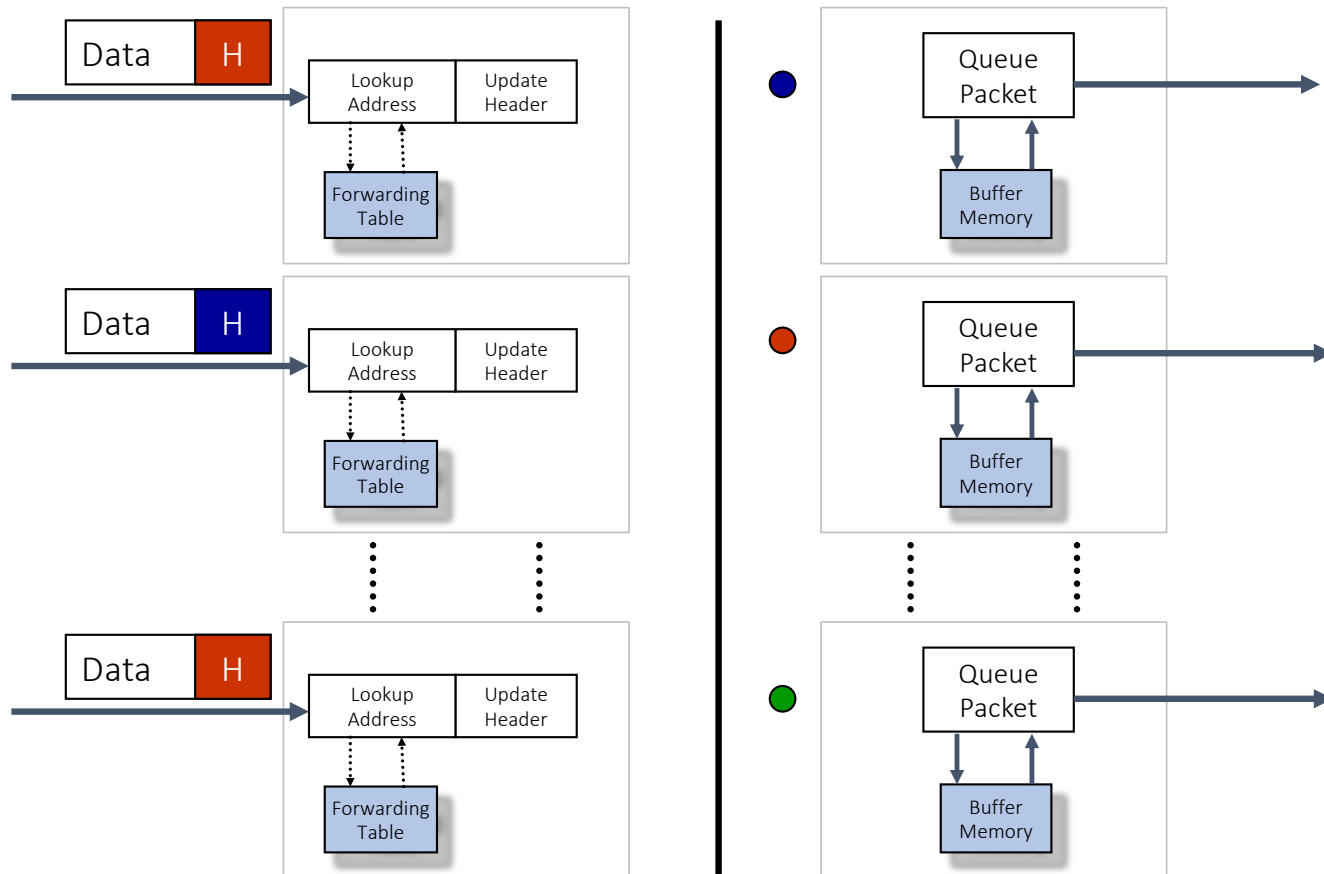 Data H
Lookup
Address
Update
Header
Forwarding
Table
Queue
Packet
Buffer
Memory
Data H
Lookup
Address
Update
Header
Forwarding
Table
Queue
Packet
Buffer
Memory
Data H
Lookup
Address
Update
Header
Forwarding
Table
Queue
Packet
Buffer
Memory